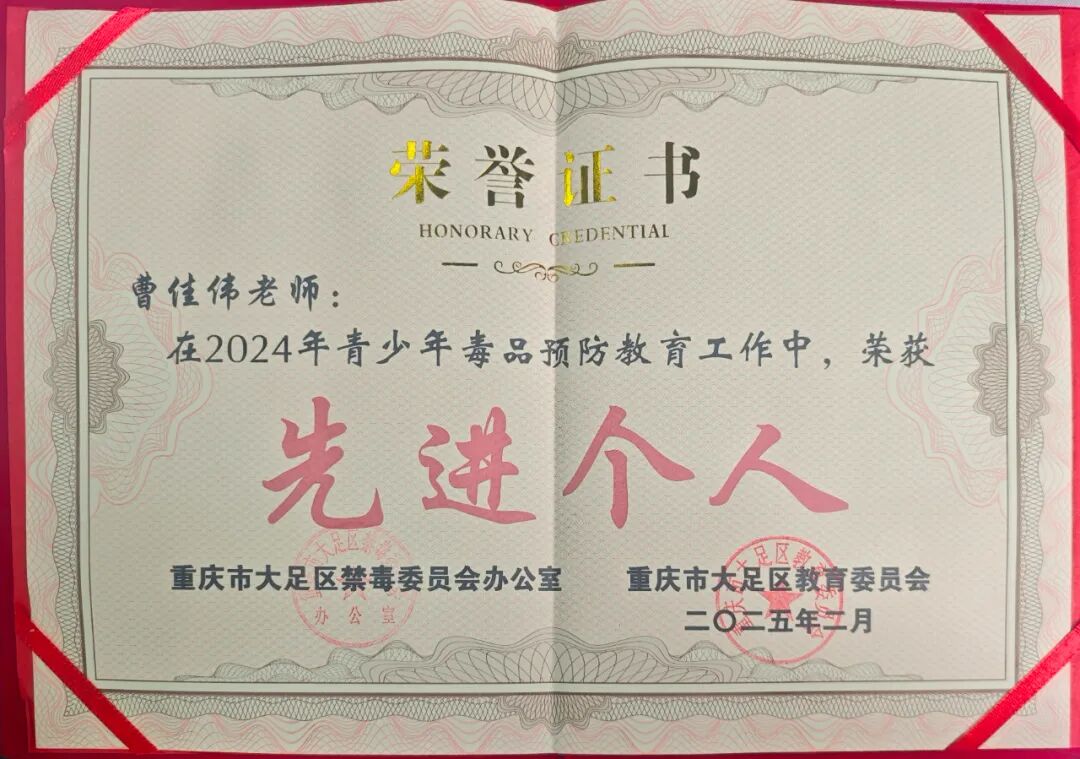 荣誉证书
HONORARY CREDENTIAL
曹佳伟老师：
在2024年青少年毒品预防教育工作中，荣获
先进个人
重庆市大足区禁毒委员会办公室
重庆市大足区教育委员会
二〇二五年二月
办公室